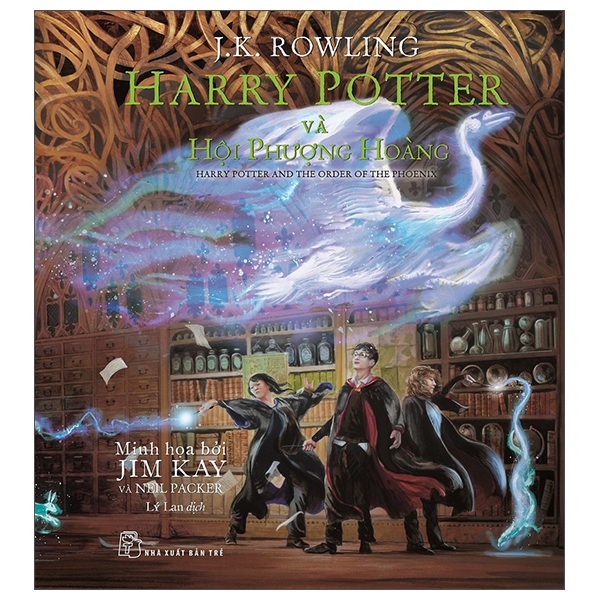 J.K. ROWLING
HARRY POTTER
VÀ
HỘI PHƯỢNG HOÀNG
HARRY POTTER AND THE ORDER OF THE PHOENIX
Minh họa bởi
JIM KAY
VÀ NEIL PACKER
Lý Lan dịch
NHÀ XUẤT BẢN TRẺ